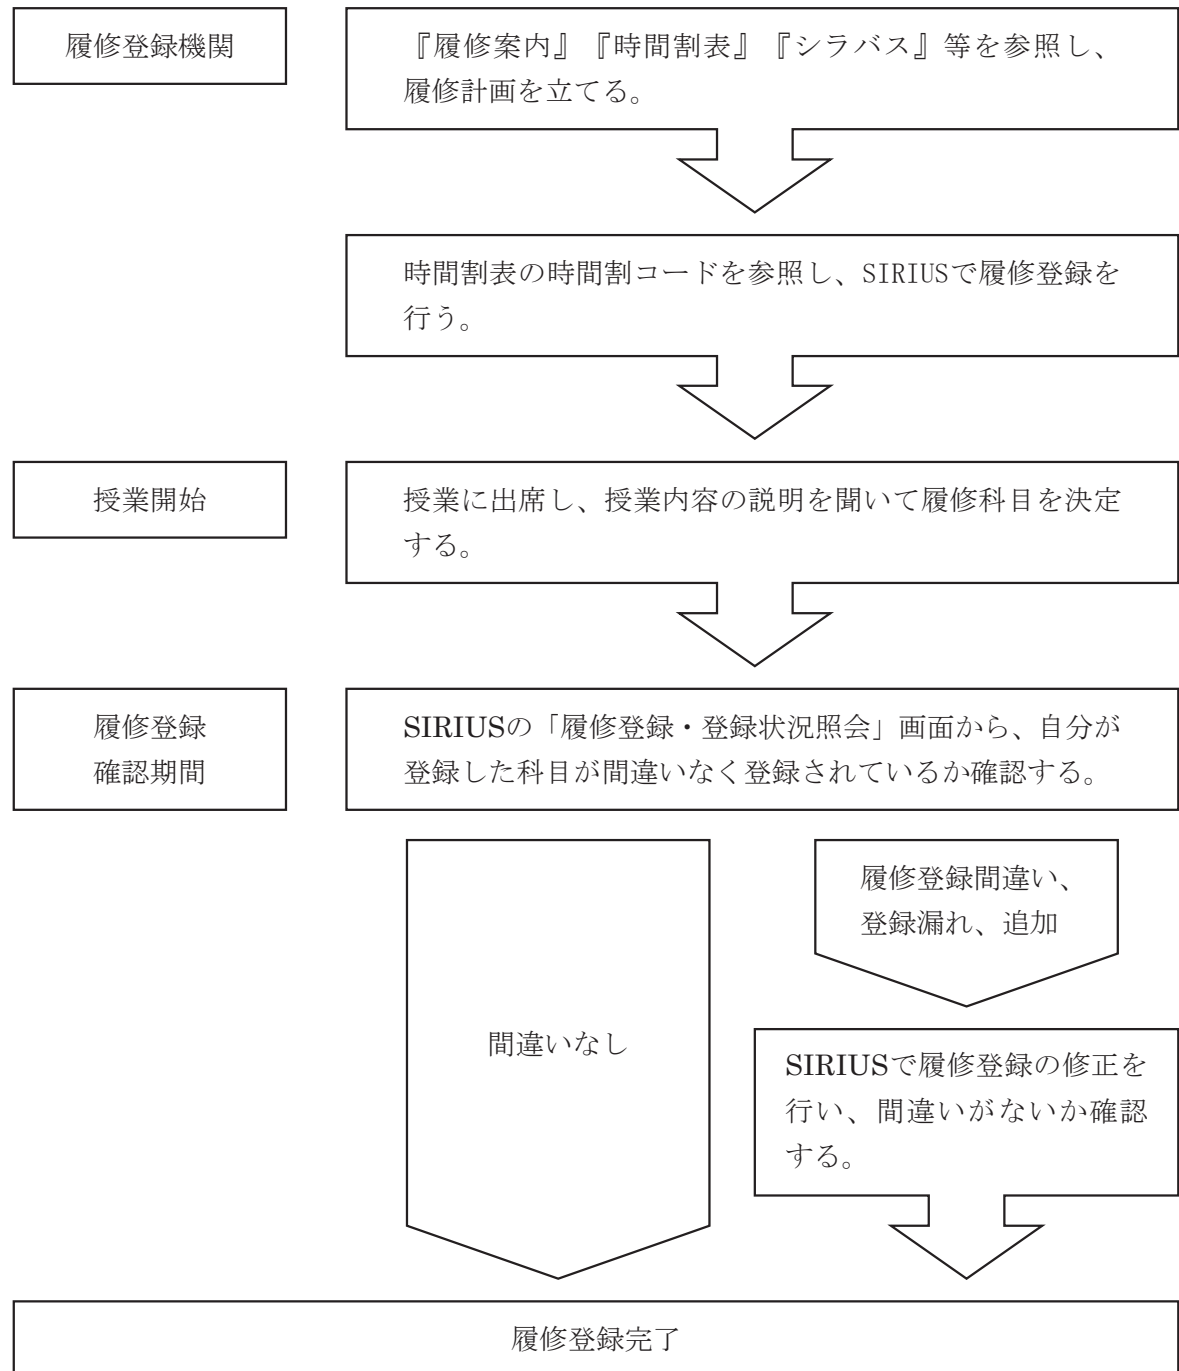 履修登録機関
『履修案内』『時間割表』『シラバス』等を参照し、
履修計画を立てる。
時間割表の時間割コードを参照し、SIRIUSで履修登録を
行う。
授業開始
授業に出席し、授業内容の説明を聞いて履修科目を決定
する。
履修登録
確認期間
SIRIUSの「履修登録・登録状況照会」画面から、自分が
登録した科目が間違いなく登録されているか確認する。
間違いなし
履修登録間違い、
登録漏れ、追加
SIRIUSで履修登録の修正を
行い、間違いがないか確認
する。
履修登録完了